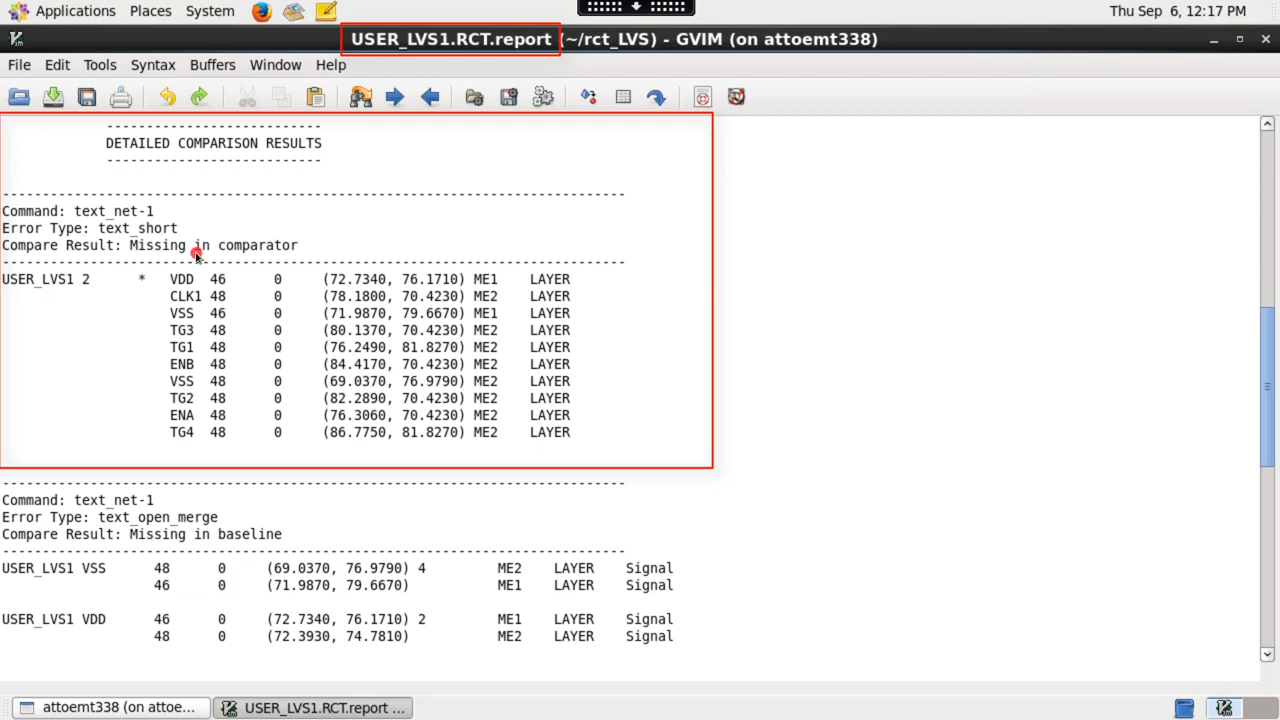 Applications Places System Thu Sep 6, 12:17 PM
USER_LVS1.RCT.report (~/rct_LVS) - GVIM (on attoemt338)
File Edit Tools Syntax Buffers Window Help
--------------------------
DETAILED COMPARISON RESULTS
--------------------------
------------------------------------------------------------------------------
Command: text_net-1
Error Type: text_short
Compare Result: Missing in comparator
------------------------------------------------------------------------------
USER_LVS1 2 * VDD 46 0 (72.7340, 76.1710) ME1 LAYER
CLK1 48 0 (78.1800, 70.4230) ME2 LAYER
VSS 46 0 (71.9870, 79.6670) ME1 LAYER
TG3 48 0 (80.1370, 70.4230) ME2 LAYER
TG1 48 0 (76.2490, 81.8270) ME2 LAYER
ENB 48 0 (84.4170, 70.4230) ME2 LAYER
VSS 48 0 (69.0370, 76.9790) ME2 LAYER
TG2 48 0 (82.2890, 70.4230) ME2 LAYER
ENA 48 0 (76.3060, 70.4230) ME2 LAYER
TG4 48 0 (86.7750, 81.8270) ME2 LAYER
------------------------------------------------------------------------------
Command: text_net-1
Error Type: text_open_merge
Compare Result: Missing in baseline
------------------------------------------------------------------------------
USER_LVS1 VSS 48 0 (69.0370, 76.9790) 4 ME2 LAYER Signal
46 0 (71.9870, 79.6670) ME1 LAYER Signal
USER_LVS1 VDD 46 0 (72.7340, 76.1710) 2 ME1 LAYER Signal
48 0 (72.3930, 74.7810) ME2 LAYER Signal
attoemt338 (on attoe... USER_LVS1.RCT.report ...